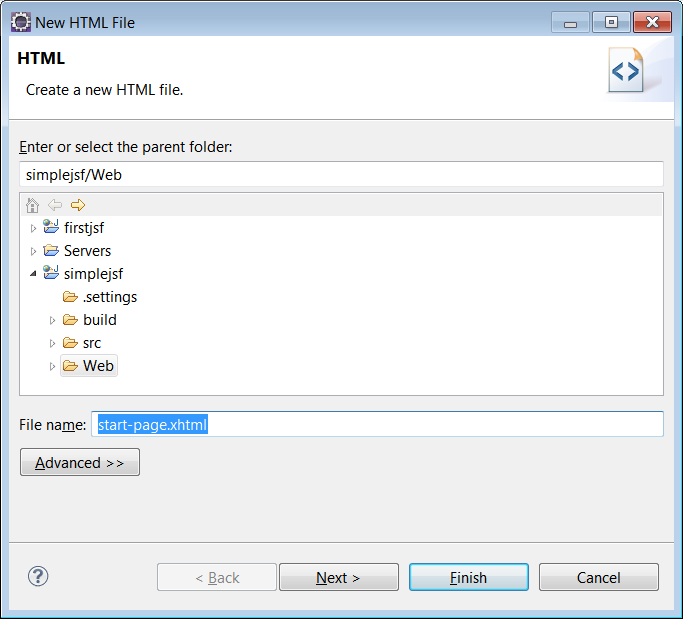 New HTML File
HTML
Create a new HTML file.
Enter or select the parent folder:
simplejsf/Web
firstjsf
Servers
simplejsf
.settings
build
src
Web
File name: start-page.xhtml
Advanced >>
< Back Next > Finish Cancel